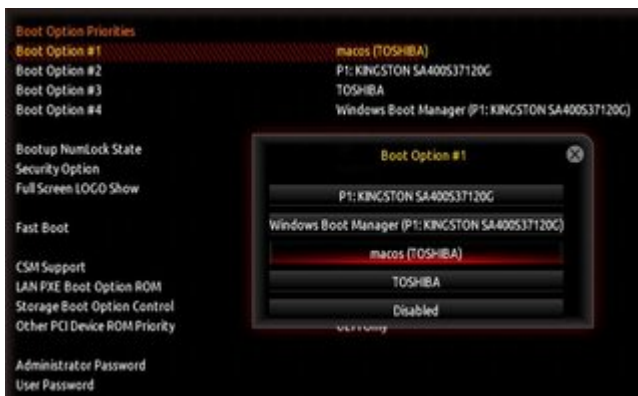 Boot Option Priorities
Boot Option #1 macos (TOSHIBA)
Boot Option #2 P1: KINGSTON SA400S37120G
Boot Option #3 TOSHIBA
Boot Option #4 Windows Boot Manager (P1: KINGSTON SA400S37120G)
Bootup NumLock State
Security Option
Full Screen LOGO Show
Fast Boot
CSM Support
LAN PXE Boot Option ROM
Storage Boot Option Control
Other PCI Device ROM Priority
Administrator Password
User Password
Boot Option #1
P1: KINGSTON SA400S37120G
Windows Boot Manager (P1: KINGSTON SA400S37120G)
macos (TOSHIBA)
TOSHIBA
Disabled